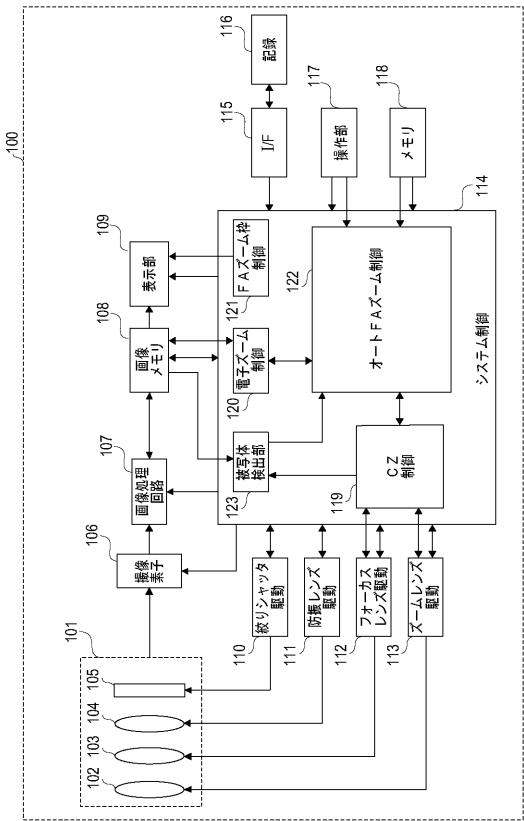 100
101
102
103
104
105
106
撮像
素子
107
画像処理
回路
108
画像
メモリ
109
表示部
110
絞りシャッタ
駆動
111
防振レンズ
駆動
112
フォーカス
レンズ駆動
113
ズームレンズ
駆動
114
システム制御
115
I/F
116
記録
117
操作部
118
メモリ
119
CZ
制御
120
電子ズーム
制御
121
FAズーム枠
制御
122
オートFAズーム制御
123
被写体
検出部